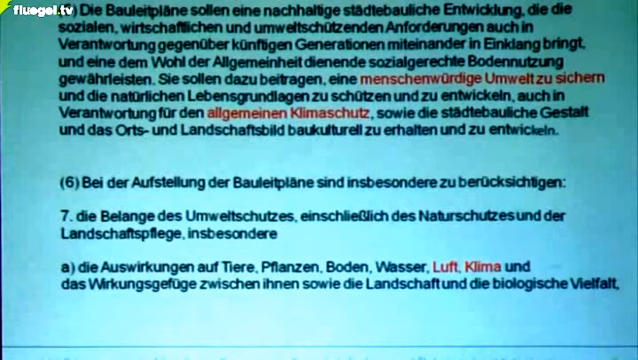 fluegel.tv
) Die Bauleitpläne sollen eine nachhaltige städtebauliche Entwicklung, die die
sozialen, wirtschaftlichen und umweltschützenden Anforderungen auch in
Verantwortung gegenüber künftigen Generationen miteinander in Einklang bringt,
und eine dem Wohl der Allgemeinheit dienende sozialgerechte Bodennutzung
gewährleisten. Sie sollen dazu beitragen, eine menschenwürdige Umwelt zu sichern
und die natürlichen Lebensgrundlagen zu schützen und zu entwickeln, auch in
Verantwortung für den allgemeinen Klimaschutz, sowie die städtebauliche Gestalt
und das Orts- und Landschaftsbild baukulturell zu erhalten und zu entwickeln.
(6) Bei der Aufstellung der Bauleitpläne sind insbesondere zu berücksichtigen:
7. die Belange des Umweltschutzes, einschließlich des Naturschutzes und der
Landschaftspflege, insbesondere
a) die Auswirkungen auf Tiere, Pflanzen, Boden, Wasser, Luft, Klima und
das Wirkungsgefüge zwischen ihnen sowie die Landschaft und die biologische Vielfalt,